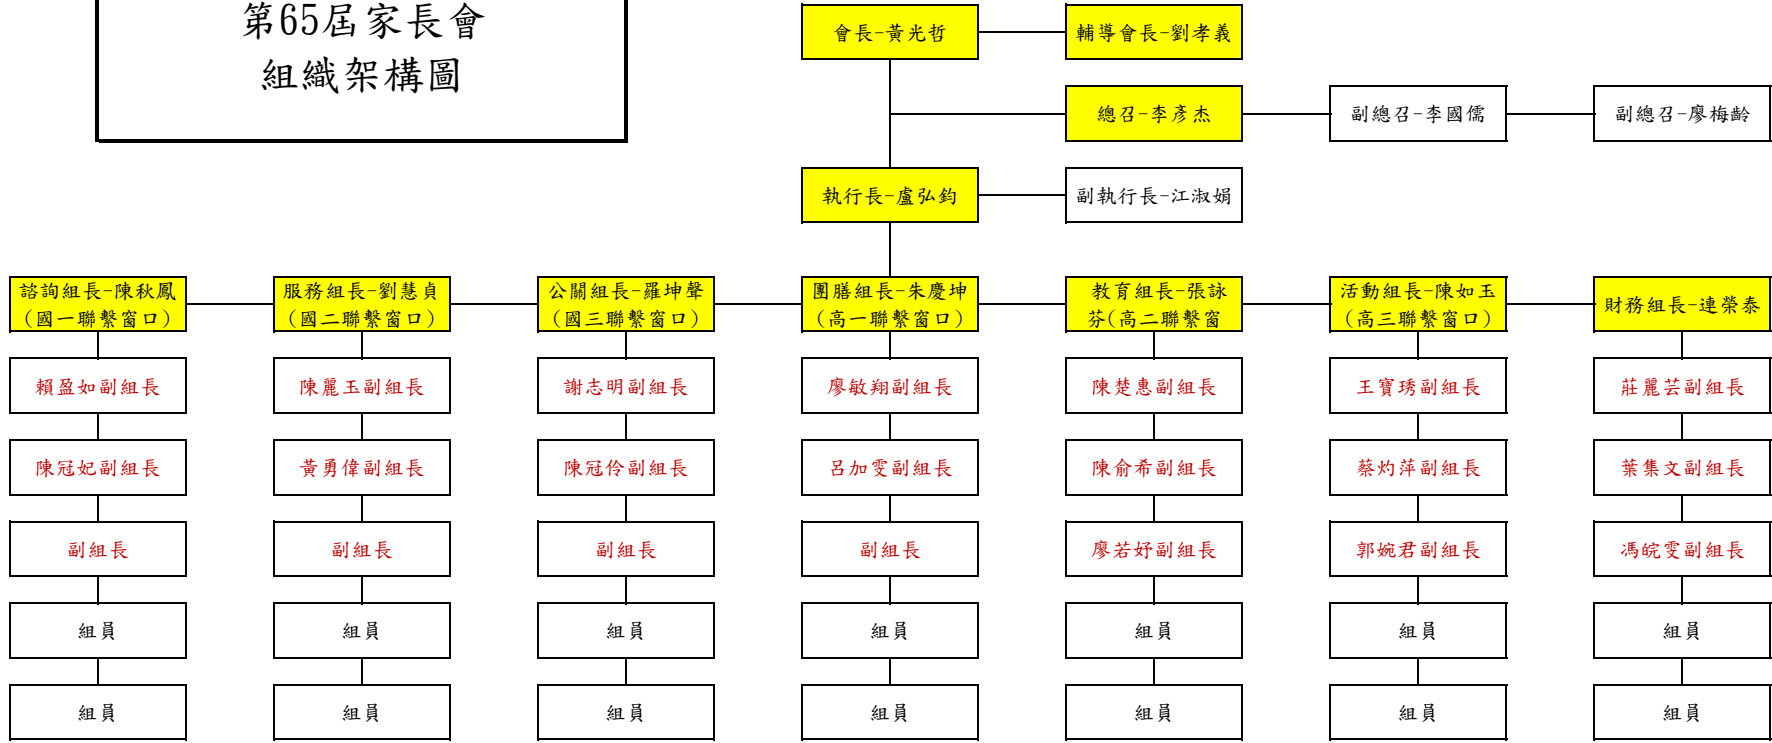 第65屆家長會
組織架構圖
會長-黃光哲
輔導會長-劉孝義
總召-李彥杰
副總召-李國儒
副總召-廖梅齡
執行長-盧弘鈞
副執行長-江淑娟
諮詢組長-陳秋鳳
(國一聯繫窗口)
服務組長-劉慧貞
(國二聯繫窗口)
公關組長-羅坤聲
(國三聯繫窗口)
團膳組長-朱慶坤
(高一聯繫窗口)
教育組長-張詠
芬(高二聯繫窗
活動組長-陳如玉
(高三聯繫窗口)
財務組長-連榮泰
賴盈如副組長
陳麗玉副組長
謝志明副組長
廖敏翔副組長
陳楚惠副組長
王寶琇副組長
莊麗芸副組長
陳冠妃副組長
黃勇偉副組長
陳冠伶副組長
呂加雯副組長
陳俞希副組長
蔡灼萍副組長
葉集文副組長
副組長
副組長
副組長
副組長
廖若妤副組長
郭婉君副組長
馮皖雯副組長
組員
組員
組員
組員
組員
組員
組員
組員
組員
組員
組員
組員
組員
組員